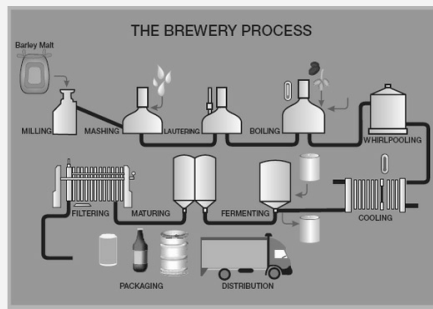 THE BREWERY PROCESS
Barley Malt
MILLING
MASHING
LAUTERING
BOILING
WHIRLPOOLING
FILTERING
MATURING
FERMENTING
COOLING
PACKAGING
DISTRIBUTION